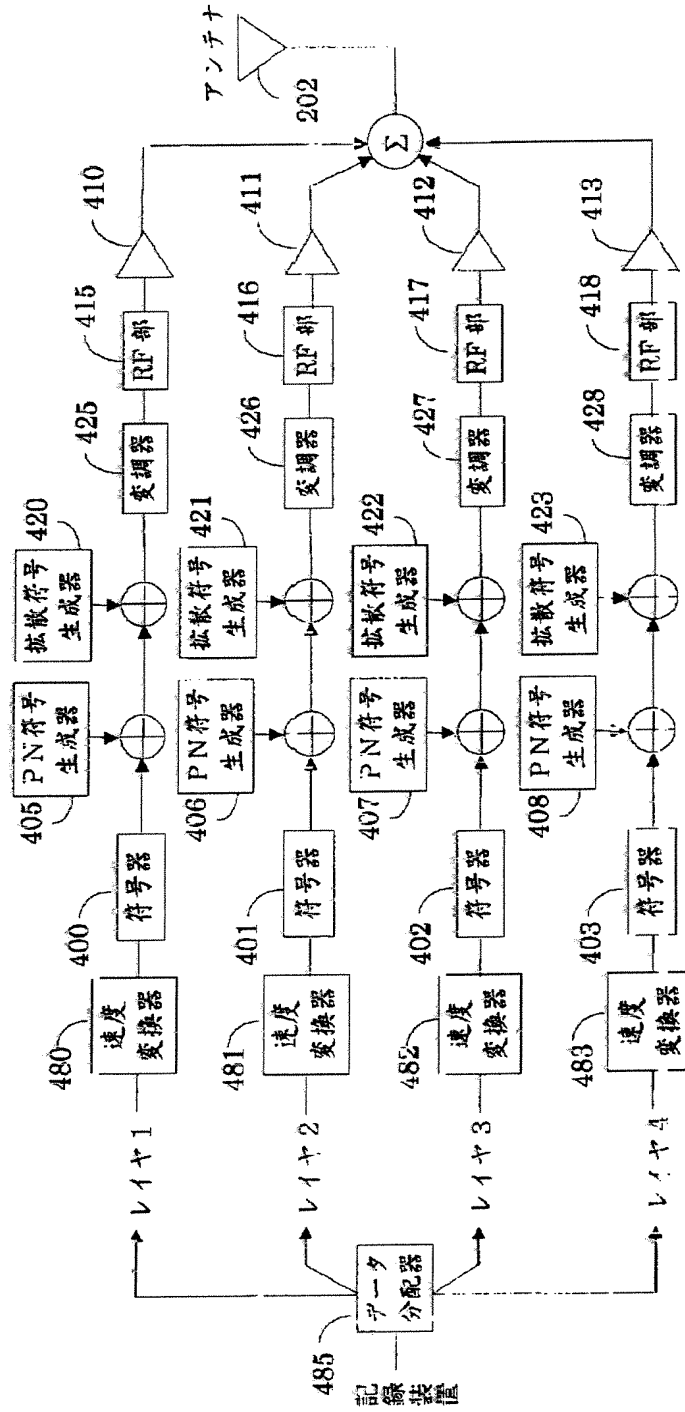 記録装置
485
データ
分配器
レイヤ1
480
速度
変換器
400
符号器
405
PN符号
生成器
420
拡散符号
生成器
425
変調器
415
RF部
410
レイヤ2
481
速度
変換器
401
符号器
406
PN符号
生成器
421
拡散符号
生成器
426
変調器
416
RF部
411
レイヤ3
482
速度
変換器
402
符号器
407
PN符号
生成器
422
拡散符号
生成器
427
変調器
417
RF部
412
レイヤ4
483
速度
変換器
403
符号器
408
PN符号
生成器
423
拡散符号
生成器
428
変調器
418
RF部
413
Σ
アンテナ
202